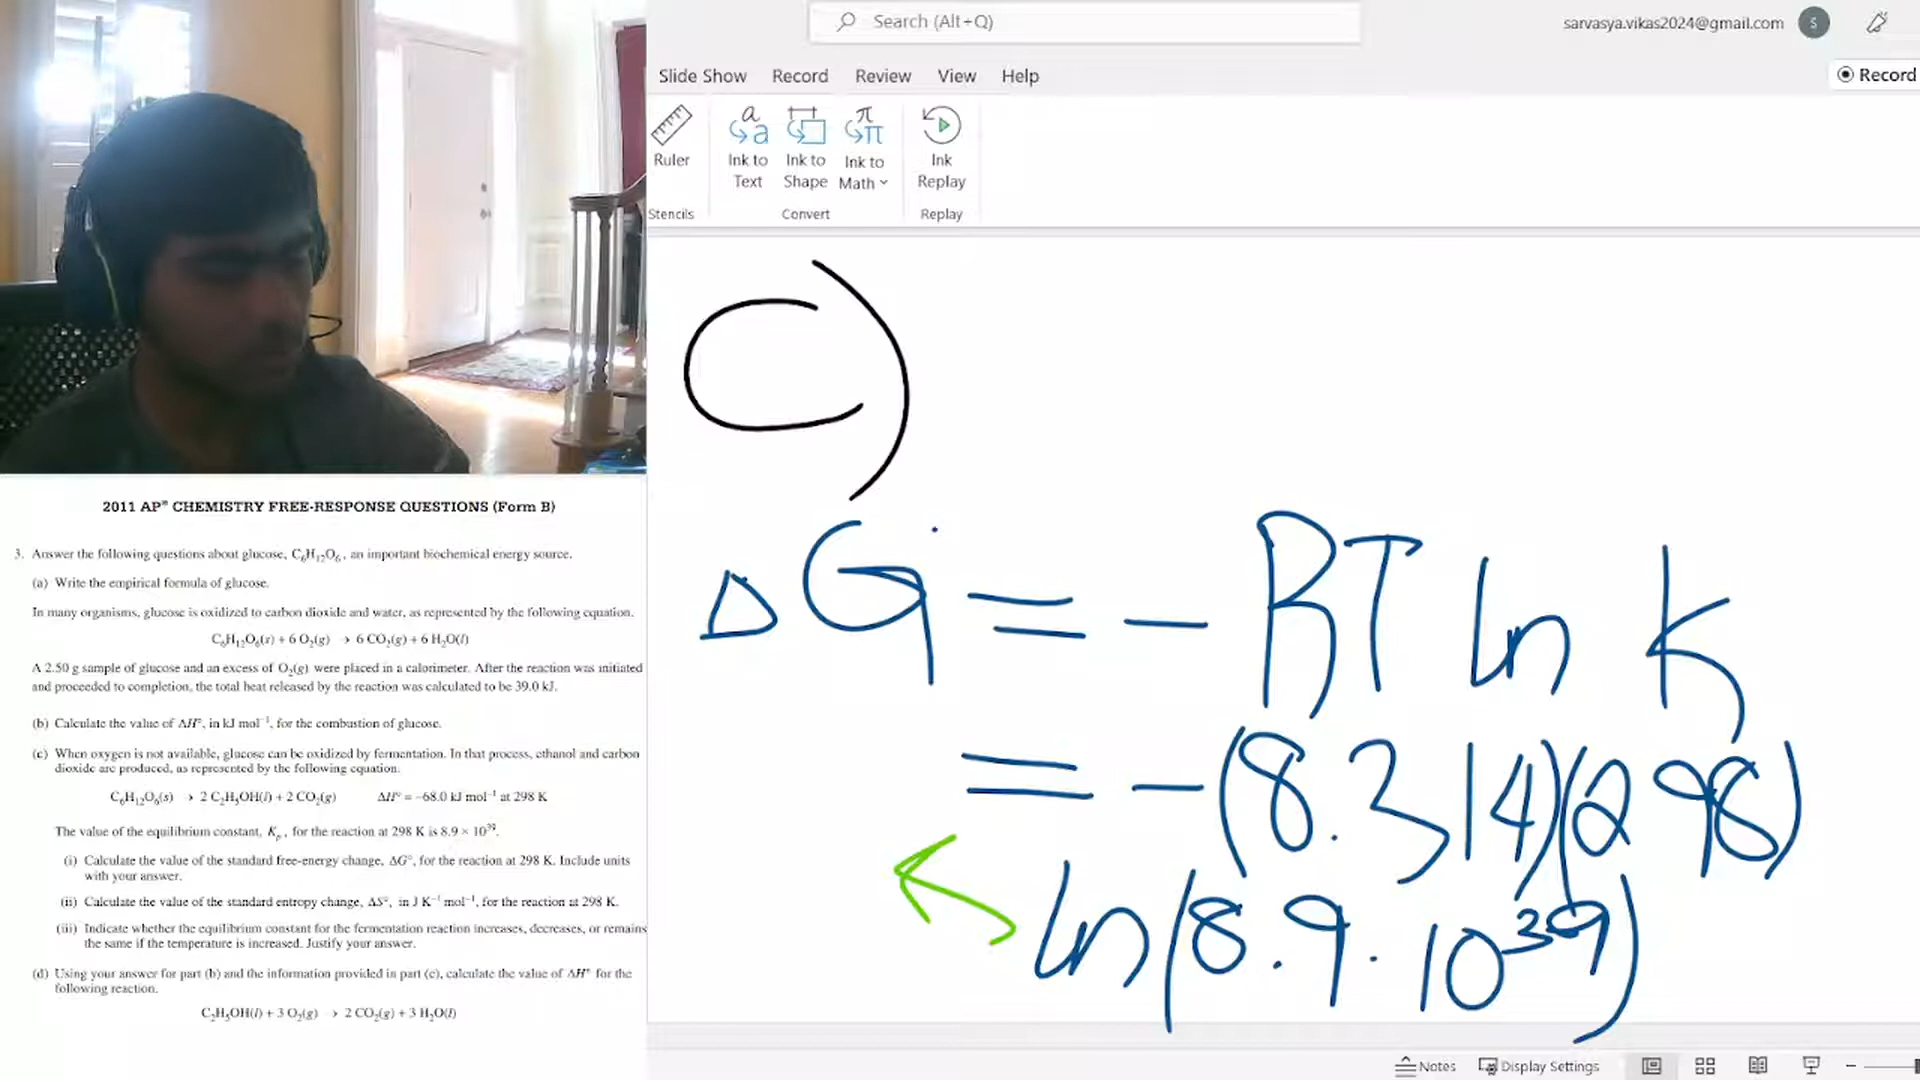 Search (Alt+Q)
sarvasya.vikas2024@gmail.com
S
Slide Show Record Review View Help
Record
Ruler
Ink to Text
Ink to Shape
Ink to Math
Ink Replay
Stencils
Convert
Replay
C)
ΔG° = - RT ln K
= -(8.314)(298)
ln(8.9 · 10³⁹)
2011 AP® CHEMISTRY FREE-RESPONSE QUESTIONS (Form B)
3. Answer the following questions about glucose, C₆H₁₂O₆, an important biochemical energy source.
(a) Write the empirical formula of glucose.
In many organisms, glucose is oxidized to carbon dioxide and water, as represented by the following equation.
C₆H₁₂O₆(s) + 6 O₂(g) → 6 CO₂(g) + 6 H₂O(l)
A 2.50 g sample of glucose and an excess of O₂(g) were placed in a calorimeter. After the reaction was initiated
and proceeded to completion, the total heat released by the reaction was calculated to be 39.0 kJ.
(b) Calculate the value of ΔH°, in kJ mol⁻¹, for the combustion of glucose.
(c) When oxygen is not available, glucose can be oxidized by fermentation. In that process, ethanol and carbon
dioxide are produced, as represented by the following equation.
C₆H₁₂O₆(s) → 2 C₂H₅OH(l) + 2 CO₂(g) ΔH° = −68.0 kJ mol⁻¹ at 298 K
The value of the equilibrium constant, Kₚ, for the reaction at 298 K is 8.9 × 10³⁹.
(i) Calculate the value of the standard free-energy change, ΔG°, for the reaction at 298 K. Include units
with your answer.
(ii) Calculate the value of the standard entropy change, ΔS°, in J K⁻¹ mol⁻¹, for the reaction at 298 K.
(iii) Indicate whether the equilibrium constant for the fermentation reaction increases, decreases, or remains
the same if the temperature is increased. Justify your answer.
(d) Using your answer for part (b) and the information provided in part (c), calculate the value of ΔH° for the
following reaction.
C₂H₅OH(l) + 3 O₂(g) → 2 CO₂(g) + 3 H₂O(l)
Notes Display Settings